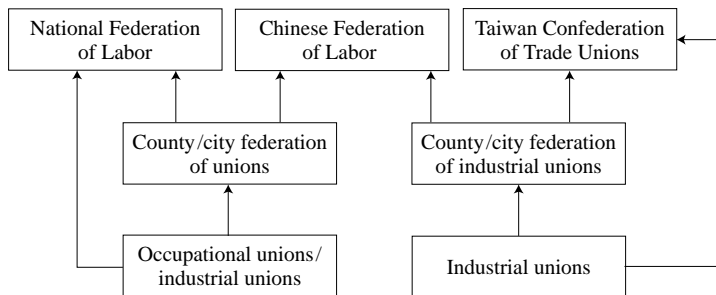 National Federation
of Labor
Chinese Federation
of Labor
Taiwan Confederation
of Trade Unions
County/city federation
of unions
County/city federation
of industrial unions
Occupational unions/
industrial unions
Industrial unions